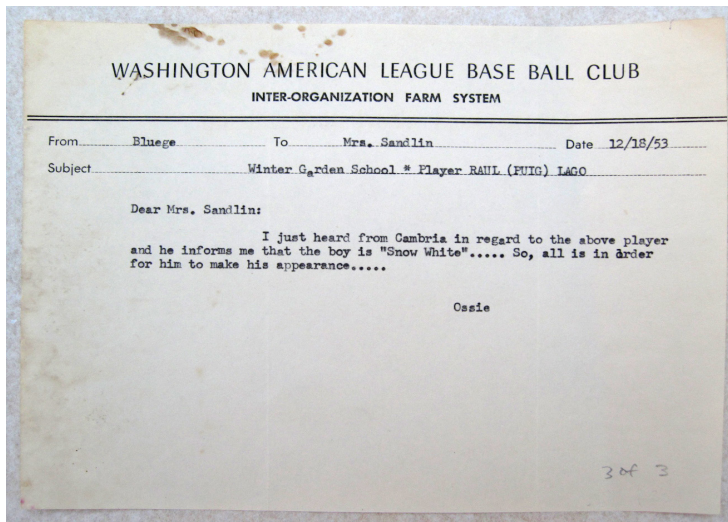 WASHINGTON AMERICAN LEAGUE BASE BALL CLUB
INTER-ORGANIZATION FARM SYSTEM
From Bluege To Mrs. Sandlin Date 12/18/53
Subject Winter Garden School * Player RAUL (PUIG) LAGO
Dear Mrs. Sandlin:
I just heard from Cambria in regard to the above player
and he informs me that the boy is "Snow White"..... So, all is in order
for him to make his appearance.....
Ossie
3 of 3